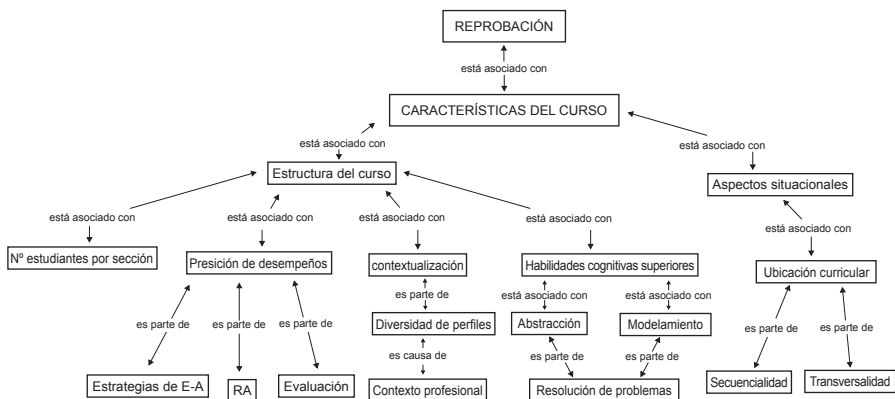 REPROBACIÓN
está asociado con
CARACTERÍSTICAS DEL CURSO
está asociado con
está asociado con
Estructura del curso
Aspectos situacionales
está asociado con
está asociado con
está asociado con
está asociado con
está asociado con
Nº estudiantes por sección
Presición de desempeños
contextualización
Habilidades cognitivas superiores
Ubicación curricular
es parte de
está asociado con
está asociado con
Diversidad de perfiles
Abstracción
Modelamiento
es parte de
es parte de
es parte de
es causa de
es parte de
es parte de
es parte de
es parte de
Estrategias de E-A
RA
Evaluación
Contexto profesional
Resolución de problemas
Secuencialidad
Transversalidad